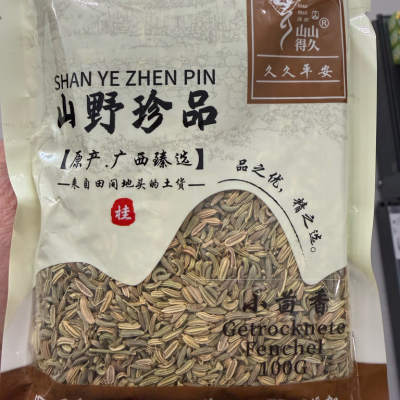 山山
得久
®
久久平安
SHAN YE ZHEN PIN
山野珍品
【原产.广西臻选】
来自田间地头的土货
品之优,精之选。
桂
小茴香
Getrocknete
Fenchel
100G